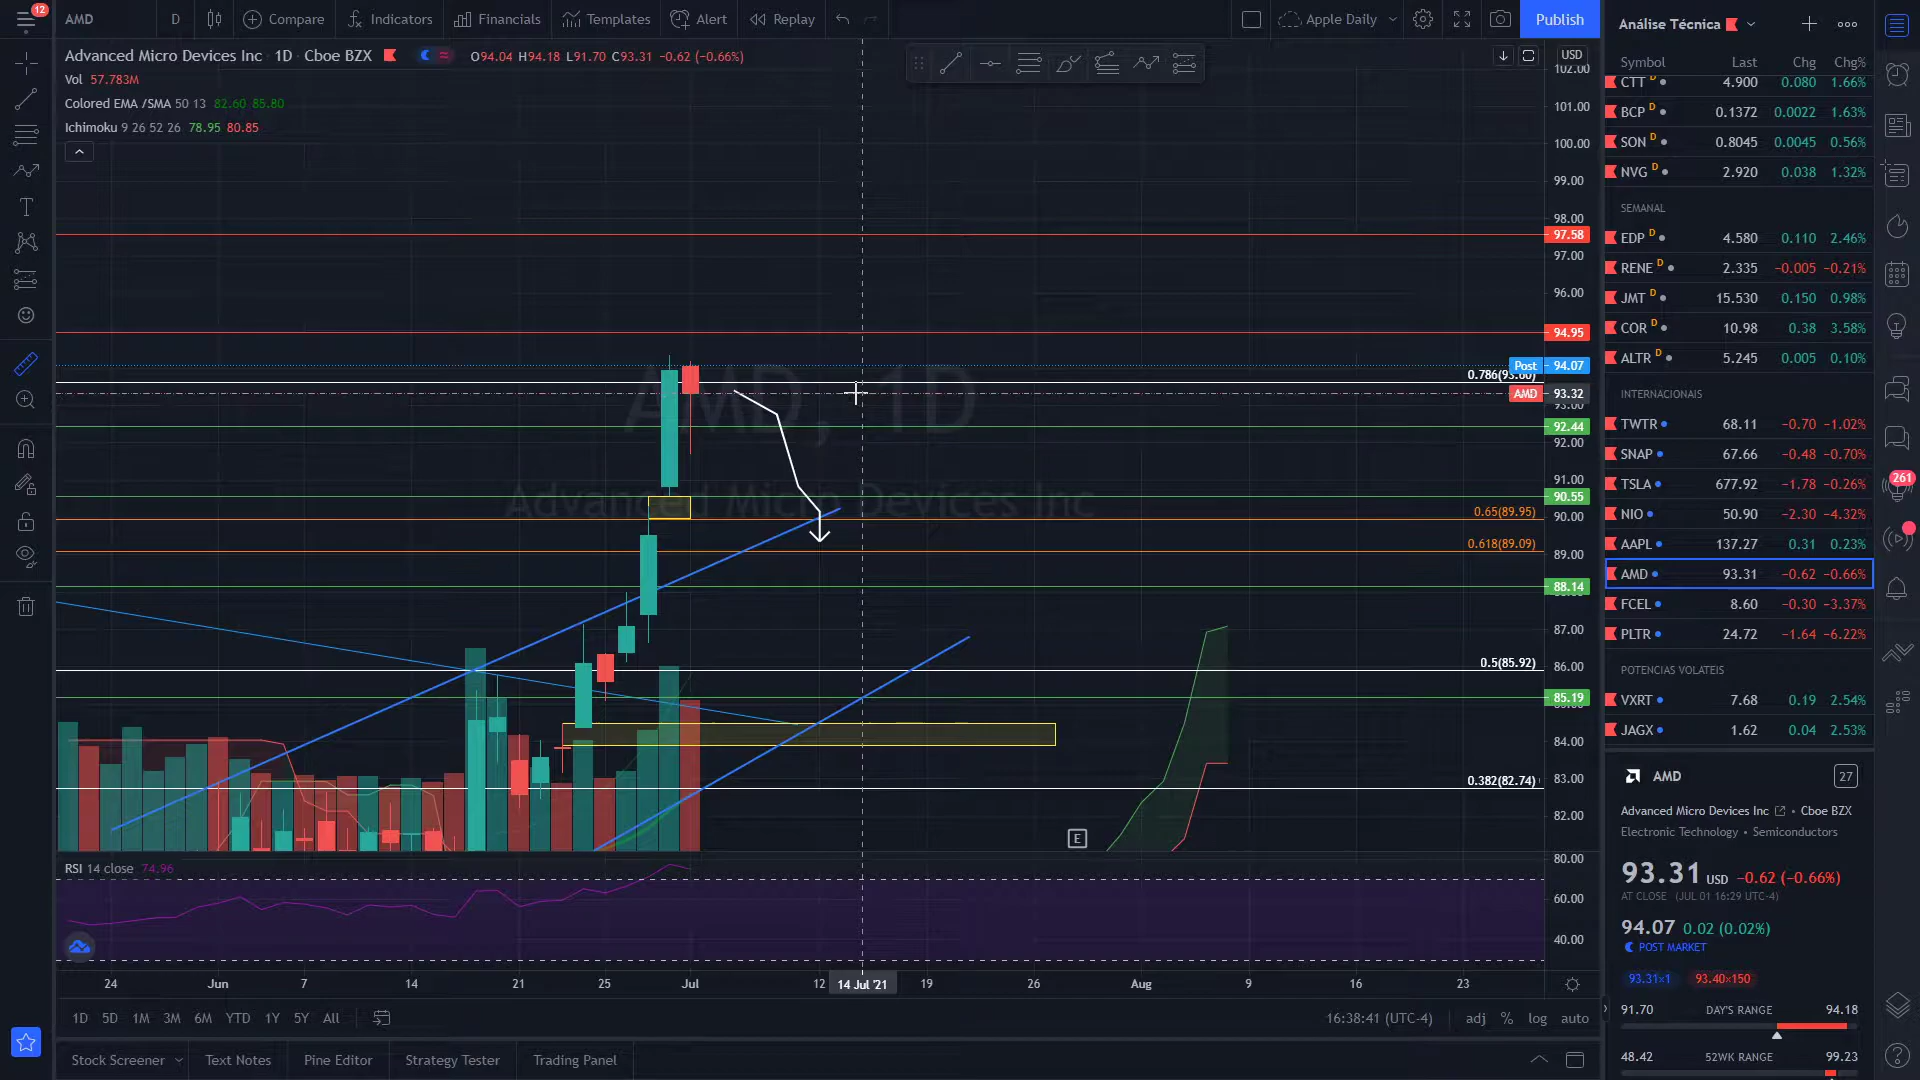 12
AMD
D
Compare
Indicators
Financials
Templates
Alert
Replay
Apple Daily
Publish
Advanced Micro Devices Inc · 1D · Cboe BZX
O94.04 H94.18 L91.70 C93.31 −0.62 (−0.66%)
Vol 57.783M
Colored EMA /SMA 50 13 82.60 85.80
Ichimoku 9 26 52 26 78.95 80.85
AMD, 1D
Advanced Micro Devices Inc
USD
102.00
101.00
100.00
99.00
98.00
97.58
97.00
96.00
94.95
Post 94.07
0.786(93.60)
AMD 93.32
93.00
92.44
92.00
91.00
90.55
0.65(89.95)
90.00
0.618(89.09)
89.00
88.14
87.00
0.5(85.92)
86.00
85.19
84.00
0.382(82.74)
83.00
82.00
E
RSI 14 close 74.96
80.00
60.00
40.00
24
Jun
7
14
21
25
Jul
12
14 Jul '21
19
26
Aug
9
16
23
1D 5D 1M 3M 6M YTD 1Y 5Y All
16:38:41 (UTC-4)
adj % log auto
Stock Screener
Text Notes
Pine Editor
Strategy Tester
Trading Panel
Análise Técnica
Symbol Last Chg Chg%
CTT D 4.900 0.080 1.66%
BCP D 0.1372 0.0022 1.63%
SON D 0.8045 0.0045 0.56%
NVG D 2.920 0.038 1.32%
SEMANAL
EDP D 4.580 0.110 2.46%
RENE D 2.335 −0.005 −0.21%
JMT D 15.530 0.150 0.98%
COR D 10.98 0.38 3.58%
ALTR D 5.245 0.005 0.10%
INTERNACIONAIS
TWTR 68.11 −0.70 −1.02%
SNAP 67.66 −0.48 −0.70%
TSLA 677.92 −1.78 −0.26%
NIO 50.90 −2.30 −4.32%
AAPL 137.27 0.31 0.23%
AMD 93.31 −0.62 −0.66%
FCEL 8.60 −0.30 −3.37%
PLTR 24.72 −1.64 −6.22%
POTENCIAS VOLATEIS
VXRT 7.68 0.19 2.54%
JAGX 1.62 0.04 2.53%
AMD
27
Advanced Micro Devices Inc • Cboe BZX
Electronic Technology • Semiconductors
93.31 USD −0.62 (−0.66%)
AT CLOSE (JUL 01 16:29 UTC-4)
94.07 0.02 (0.02%)
POST MARKET
93.31×1 93.40×150
91.70 DAY'S RANGE 94.18
48.42 52WK RANGE 99.23
261